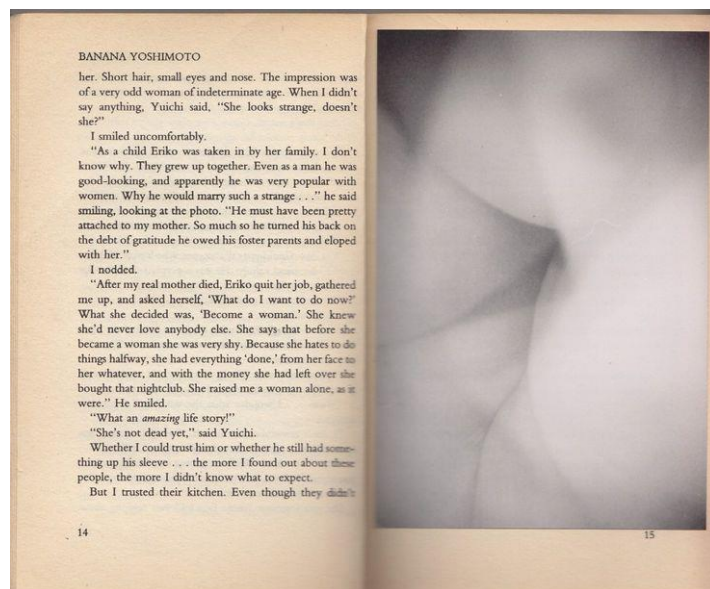 BANANA YOSHIMOTO
her. Short hair, small eyes and nose. The impression was
of a very odd woman of indeterminate age. When I didn't
say anything, Yuichi said, "She looks strange, doesn't
she?"
I smiled uncomfortably.
"As a child Eriko was taken in by her family. I don't
know why. They grew up together. Even as a man he was
good-looking, and apparently he was very popular with
women. Why he would marry such a strange . . ." he said
smiling, looking at the photo. "He must have been pretty
attached to my mother. So much so he turned his back on
the debt of gratitude he owed his foster parents and eloped
with her."
I nodded.
"After my real mother died, Eriko quit her job, gathered
me up, and asked herself, 'What do I want to do now?'
What she decided was, 'Become a woman.' She knew
she'd never love anybody else. She says that before she
became a woman she was very shy. Because she hates to do
things halfway, she had everything 'done,' from her face to
her whatever, and with the money she had left over she
bought that nightclub. She raised me a woman alone, as it
were." He smiled.
"What an amazing life story!"
"She's not dead yet," said Yuichi.
Whether I could trust him or whether he still had some-
thing up his sleeve . . . the more I found out about these
people, the more I didn't know what to expect.
But I trusted their kitchen. Even though they didn't
14
15